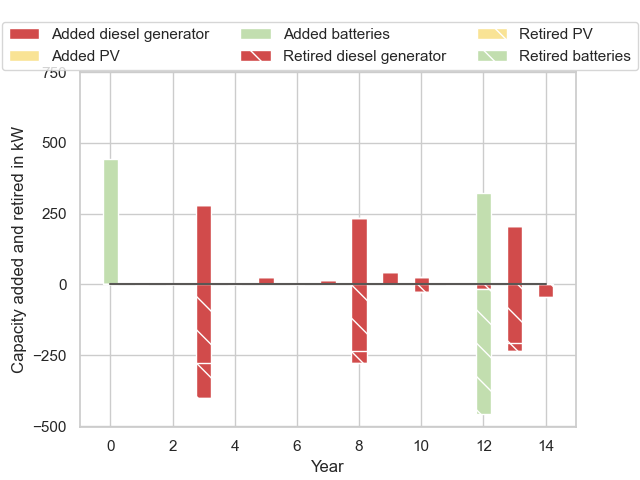 Added diesel generator Added batteries Retired PV
Added PV Retired diesel generator Retired batteries
750
500
250
0
−250
−500
Capacity added and retired in kW
0 2 4 6 8 10 12 14
Year